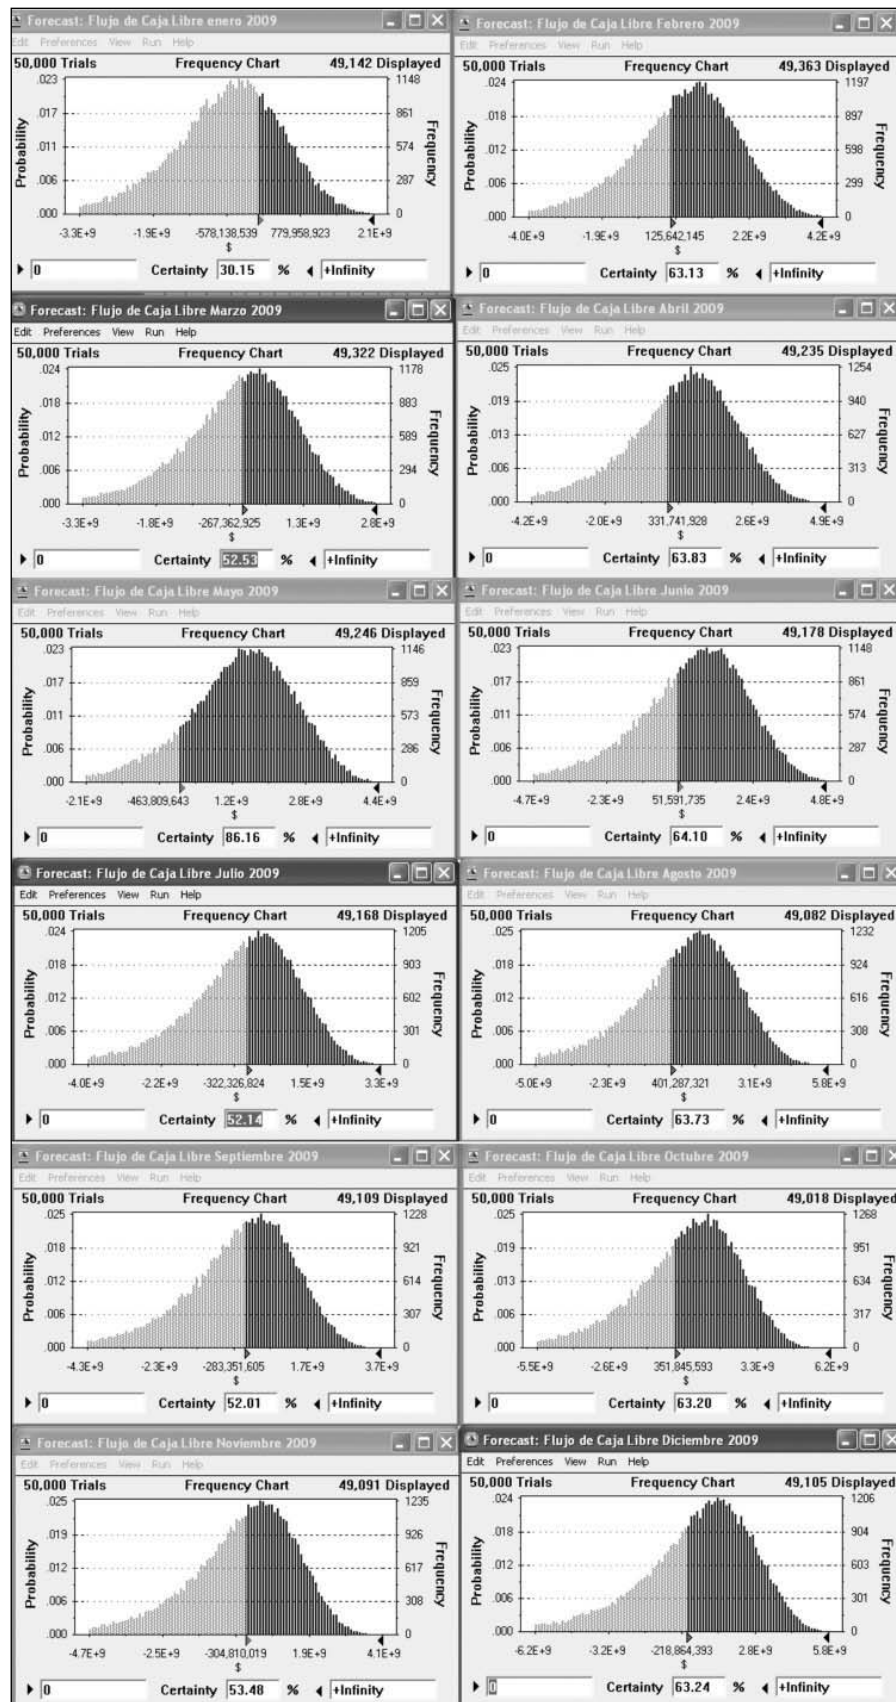 Forecast: Flujo de Caja Libre enero 2009
Edit Preferences View Run Help
50,000 Trials Frequency Chart 49,142 Displayed
.023 1148
.017 861
.011 574
.006 287
.000 0
Probability
Frequency
-3.3E+9 -1.9E+9 -578,138,539 779,958,923 2.1E+9
$
0 Certainty 30.15 % +Infinity
Forecast: Flujo de Caja Libre Febrero 2009
Edit Preferences View Run Help
50,000 Trials Frequency Chart 49,363 Displayed
.024 1197
.018 897
.012 598
.006 299
.000 0
Probability
Frequency
-4.0E+9 -1.9E+9 125,642,145 2.2E+9 4.2E+9
$
0 Certainty 63.13 % +Infinity
Forecast: Flujo de Caja Libre Marzo 2009
Edit Preferences View Run Help
50,000 Trials Frequency Chart 49,322 Displayed
.024 1178
.018 883
.012 589
.006 294
.000 0
Probability
Frequency
-3.3E+9 -1.8E+9 -267,362,925 1.3E+9 2.8E+9
$
0 Certainty 52.53 % +Infinity
Forecast: Flujo de Caja Libre Abril 2009
Edit Preferences View Run Help
50,000 Trials Frequency Chart 49,235 Displayed
.025 1254
.019 940
.013 627
.006 313
.000 0
Probability
Frequency
-4.2E+9 -2.0E+9 331,741,928 2.6E+9 4.9E+9
$
0 Certainty 63.83 % +Infinity
Forecast: Flujo de Caja Libre Mayo 2009
Edit Preferences View Run Help
50,000 Trials Frequency Chart 49,246 Displayed
.023 1146
.017 859
.011 573
.006 286
.000 0
Probability
Frequency
-2.1E+9 -463,809,643 1.2E+9 2.8E+9 4.4E+9
$
0 Certainty 86.16 % +Infinity
Forecast: Flujo de Caja Libre Junio 2009
Edit Preferences View Run Help
50,000 Trials Frequency Chart 49,178 Displayed
.023 1148
.017 861
.011 574
.006 287
.000 0
Probability
Frequency
-4.7E+9 -2.3E+9 51,591,735 2.4E+9 4.8E+9
$
0 Certainty 64.10 % +Infinity
Forecast: Flujo de Caja Libre Julio 2009
Edit Preferences View Run Help
50,000 Trials Frequency Chart 49,168 Displayed
.024 1205
.018 903
.012 602
.006 301
.000 0
Probability
Frequency
-4.0E+9 -2.2E+9 -322,326,824 1.5E+9 3.3E+9
$
0 Certainty 52.14 % +Infinity
Forecast: Flujo de Caja Libre Agosto 2009
Edit Preferences View Run Help
50,000 Trials Frequency Chart 49,082 Displayed
.025 1232
.018 924
.012 616
.006 308
.000 0
Probability
Frequency
-5.0E+9 -2.3E+9 401,287,321 3.1E+9 5.8E+9
$
0 Certainty 63.73 % +Infinity
Forecast: Flujo de Caja Libre Septiembre 2009
Edit Preferences View Run Help
50,000 Trials Frequency Chart 49,109 Displayed
.025 1228
.018 921
.012 614
.006 307
.000 0
Probability
Frequency
-4.3E+9 -2.3E+9 -283,351,605 1.7E+9 3.7E+9
$
0 Certainty 52.01 % +Infinity
Forecast: Flujo de Caja Libre Octubre 2009
Edit Preferences View Run Help
50,000 Trials Frequency Chart 49,018 Displayed
.025 1268
.019 951
.013 634
.006 317
.000 0
Probability
Frequency
-5.5E+9 -2.6E+9 351,845,593 3.3E+9 6.2E+9
$
0 Certainty 63.20 % +Infinity
Forecast: Flujo de Caja Libre Noviembre 2009
Edit Preferences View Run Help
50,000 Trials Frequency Chart 49,091 Displayed
.025 1235
.019 926
.012 617
.006 308
.000 0
Probability
Frequency
-4.7E+9 -2.5E+9 -304,810,019 1.9E+9 4.1E+9
$
0 Certainty 53.48 % +Infinity
Forecast: Flujo de Caja Libre Diciembre 2009
Edit Preferences View Run Help
50,000 Trials Frequency Chart 49,105 Displayed
.024 1206
.018 904
.012 603
.006 301
.000 0
Probability
Frequency
-6.2E+9 -3.2E+9 -218,864,393 2.8E+9 5.8E+9
$
0 Certainty 63.24 % +Infinity